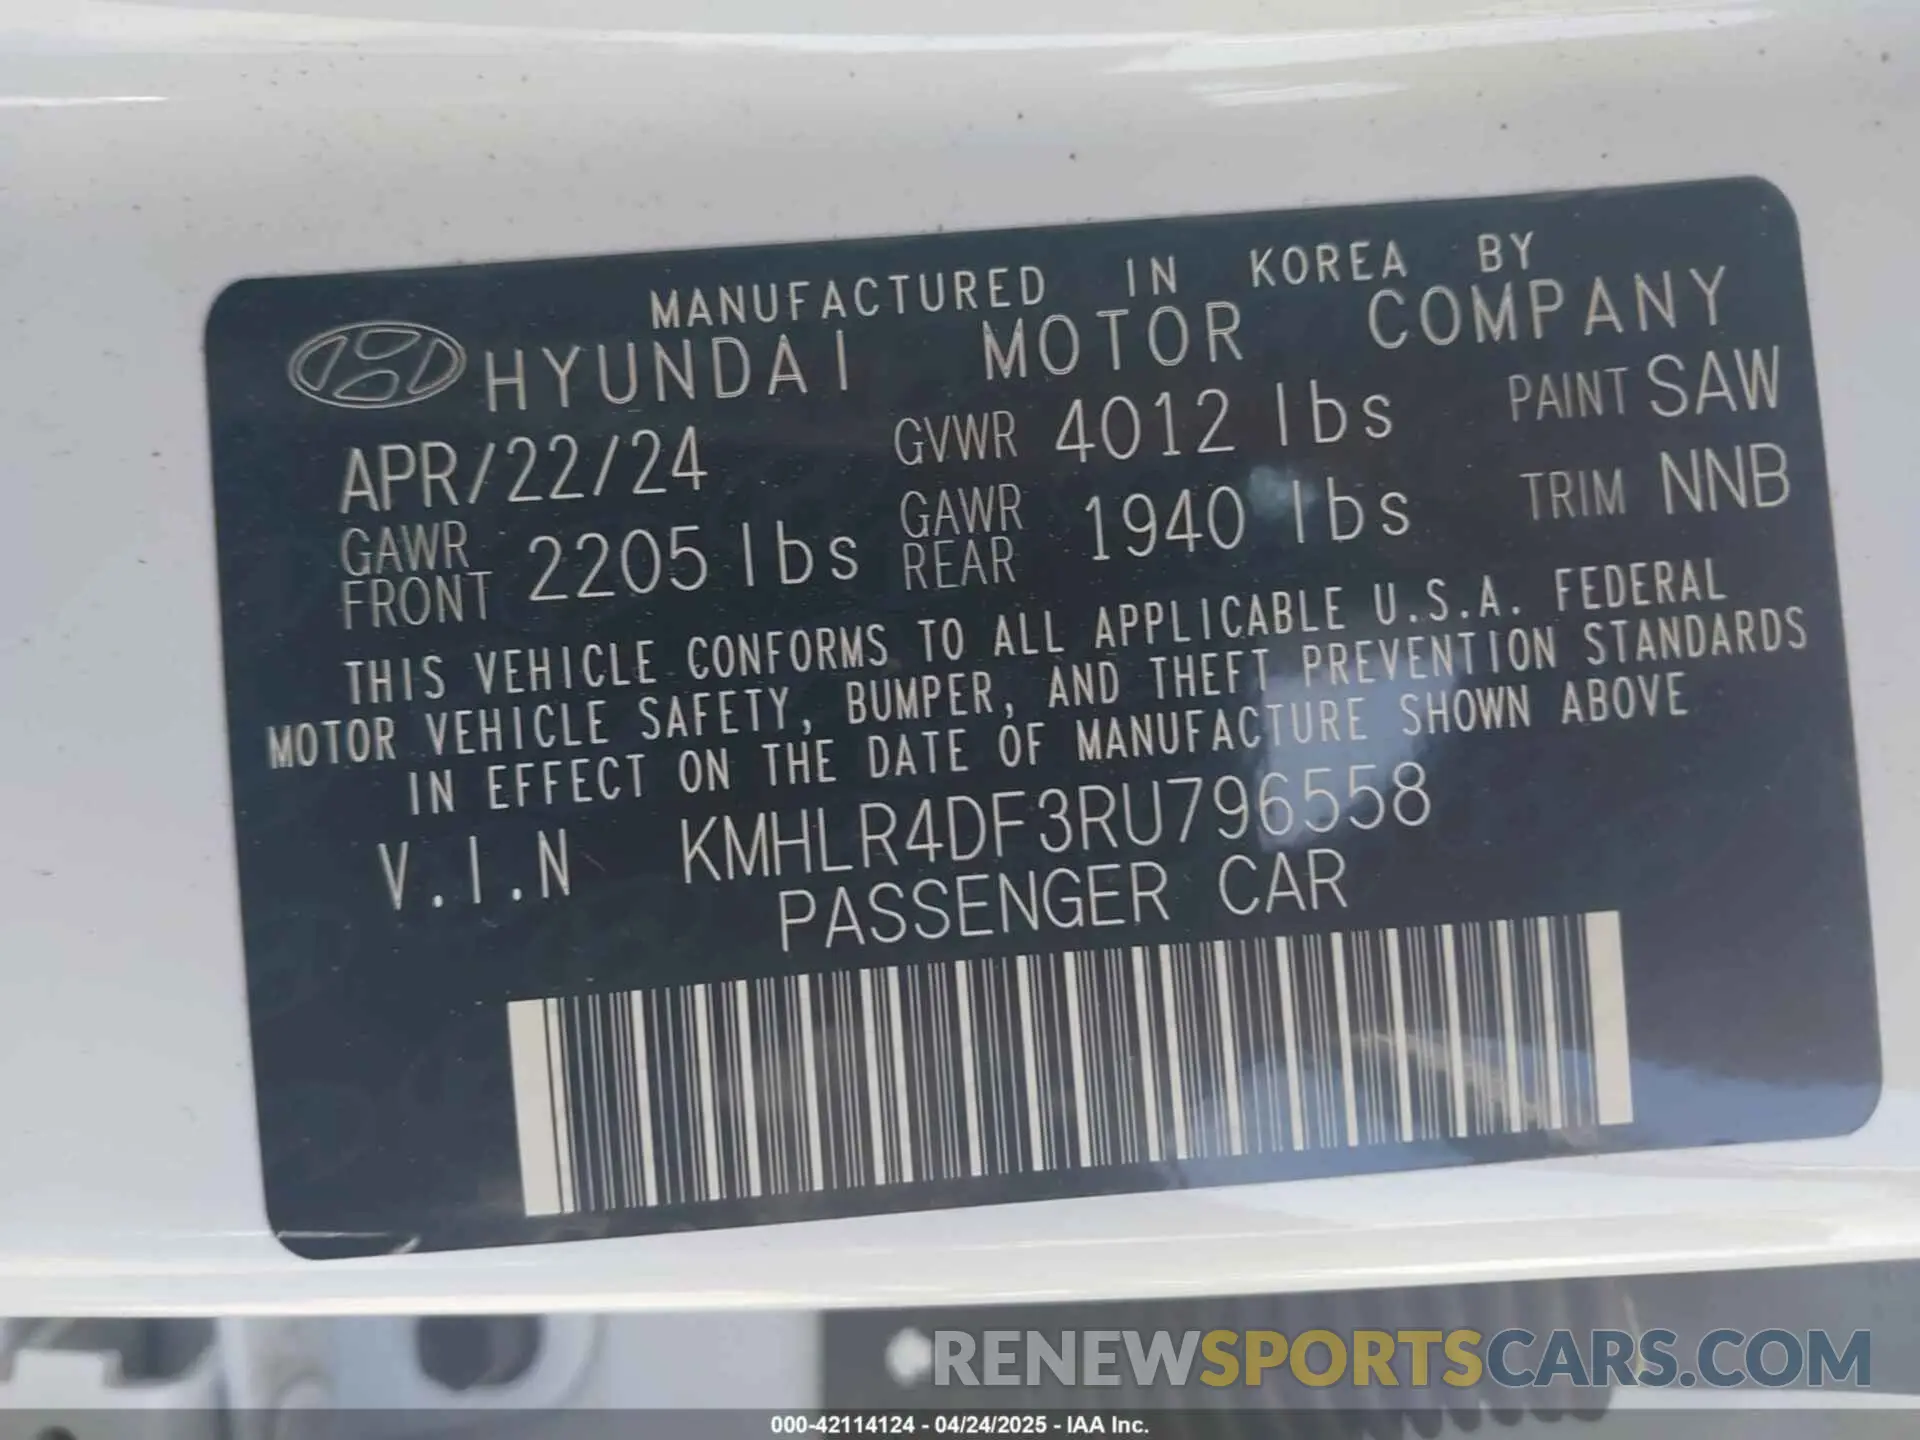 MANUFACTURED IN KOREA BY
HYUNDAI MOTOR COMPANY
APR/22/24 GVWR 4012 lbs PAINT SAW
GAWR FRONT 2205 lbs GAWR REAR 1940 lbs TRIM NNB
THIS VEHICLE CONFORMS TO ALL APPLICABLE U.S.A. FEDERAL
MOTOR VEHICLE SAFETY, BUMPER, AND THEFT PREVENTION STANDARDS
IN EFFECT ON THE DATE OF MANUFACTURE SHOWN ABOVE
V.I.N KMHLR4DF3RU796558
PASSENGER CAR
RENEWSPORTSCARS.COM
000-42114124 - 04/24/2025 - IAA Inc.